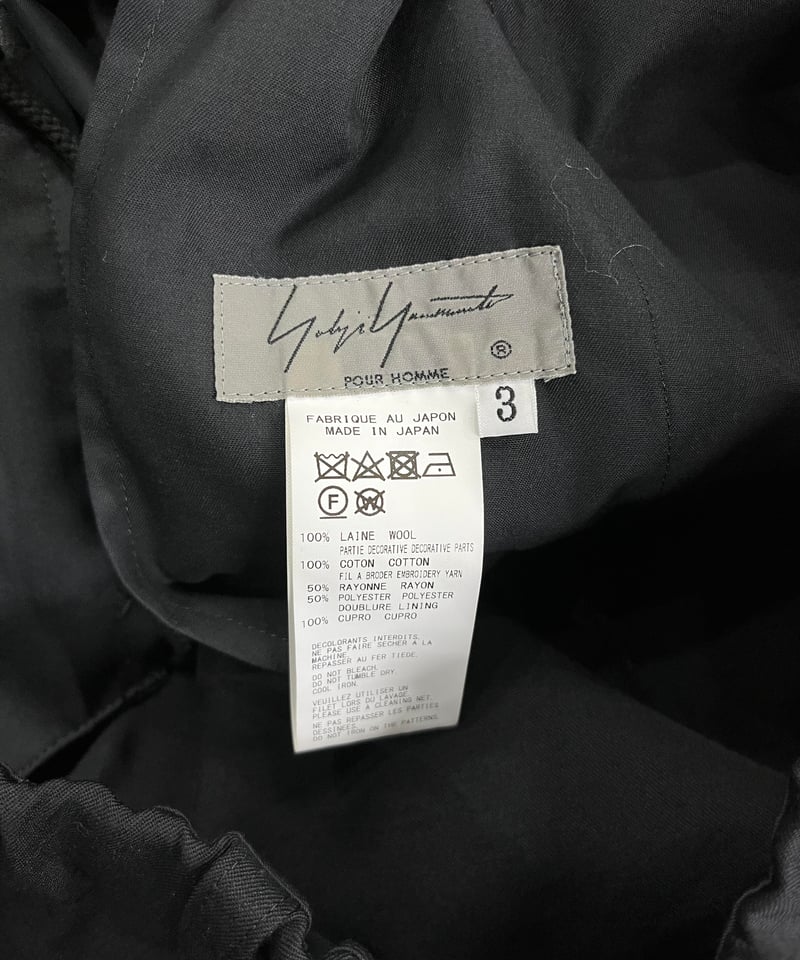 Yohji Yamamoto
®
POUR HOMME
3
FABRIQUE AU JAPON
MADE IN JAPAN
F W
100% LAINE WOOL
PARTIE DECORATIVE DECORATIVE PARTS
100% COTON COTTON
FIL A BRODER EMBROIDERY YARN
50% RAYONNE RAYON
50% POLYESTER POLYESTER
DOUBLURE LINING
100% CUPRO CUPRO
DECOLORANTS INTERDITS.
NE PAS FAIRE SECHER A LA
MACHINE.
REPASSER AU FER TIEDE.
DO NOT BLEACH.
DO NOT TUMBLE DRY.
COOL IRON.
VEUILLEZ UTILISER UN
FILET LORS DU LAVAGE.
PLEASE USE A CLEANING NET.
NE PAS REPASSER LES PARTIES
DESSINEES.
DO NOT IRON ON THE PATTERNS.